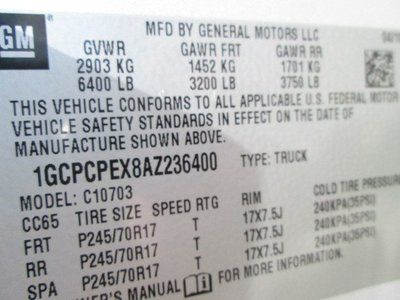 GM
MFD BY GENERAL MOTORS LLC 04/10
GVWR GAWR FRT GAWR RR
2903 KG 1452 KG 1701 KG
6400 LB 3200 LB 3750 LB
THIS VEHICLE CONFORMS TO ALL APPLICABLE U.S. FEDERAL MOTOR
VEHICLE SAFETY STANDARDS IN EFFECT ON THE DATE OF
MANUFACTURE SHOWN ABOVE.
1GCPCPEX8AZ236400 TYPE: TRUCK
MODEL: C10703
CC65 TIRE SIZE SPEED RTG RIM COLD TIRE PRESSURE
FRT P245/70R17 T 17X7.5J 240KPA(35PSI)
RR P245/70R17 T 17X7.5J 240KPA(35PSI)
SPA P245/70R17 T 17X7.5J 240KPA(35PSI)
ER'S MANUAL FOR MORE INFORMATION